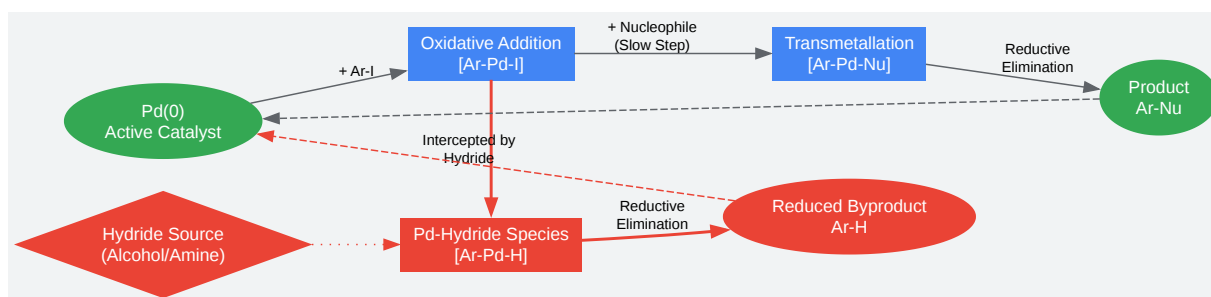 + Nucleophile
(Slow Step)
Oxidative Addition
[Ar-Pd-I]
Transmetallation
[Ar-Pd-Nu]
Reductive
Elimination
+ Ar-I
Pd(0)
Active Catalyst
Product
Ar-Nu
Intercepted by
Hydride
Hydride Source
(Alcohol/Amine)
Pd-Hydride Species
[Ar-Pd-H]
Reductive
Elimination
Reduced Byproduct
Ar-H